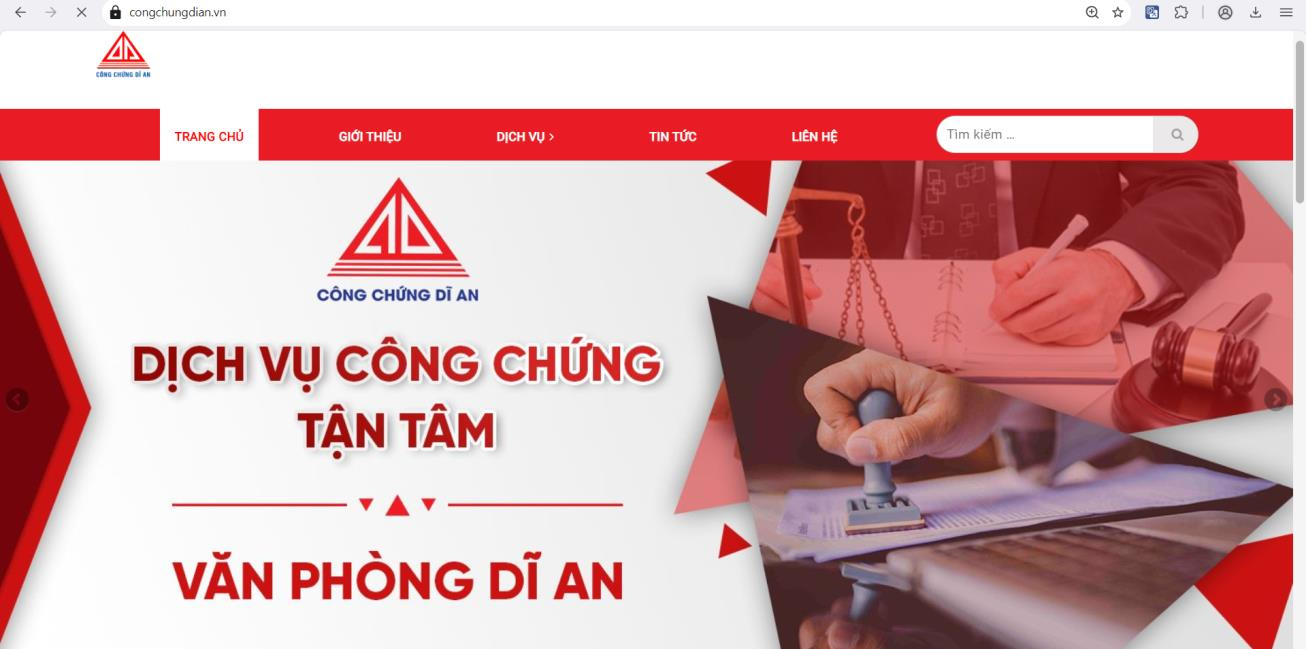 congchungdian.vn
CÔNG CHỨNG DĨ AN
TRANG CHỦ
GIỚI THIỆU
DỊCH VỤ
TIN TỨC
LIÊN HỆ
Tìm kiếm ...
CÔNG CHỨNG DĨ AN
DỊCH VỤ CÔNG CHỨNG
TẬN TÂM
VĂN PHÒNG DĨ AN